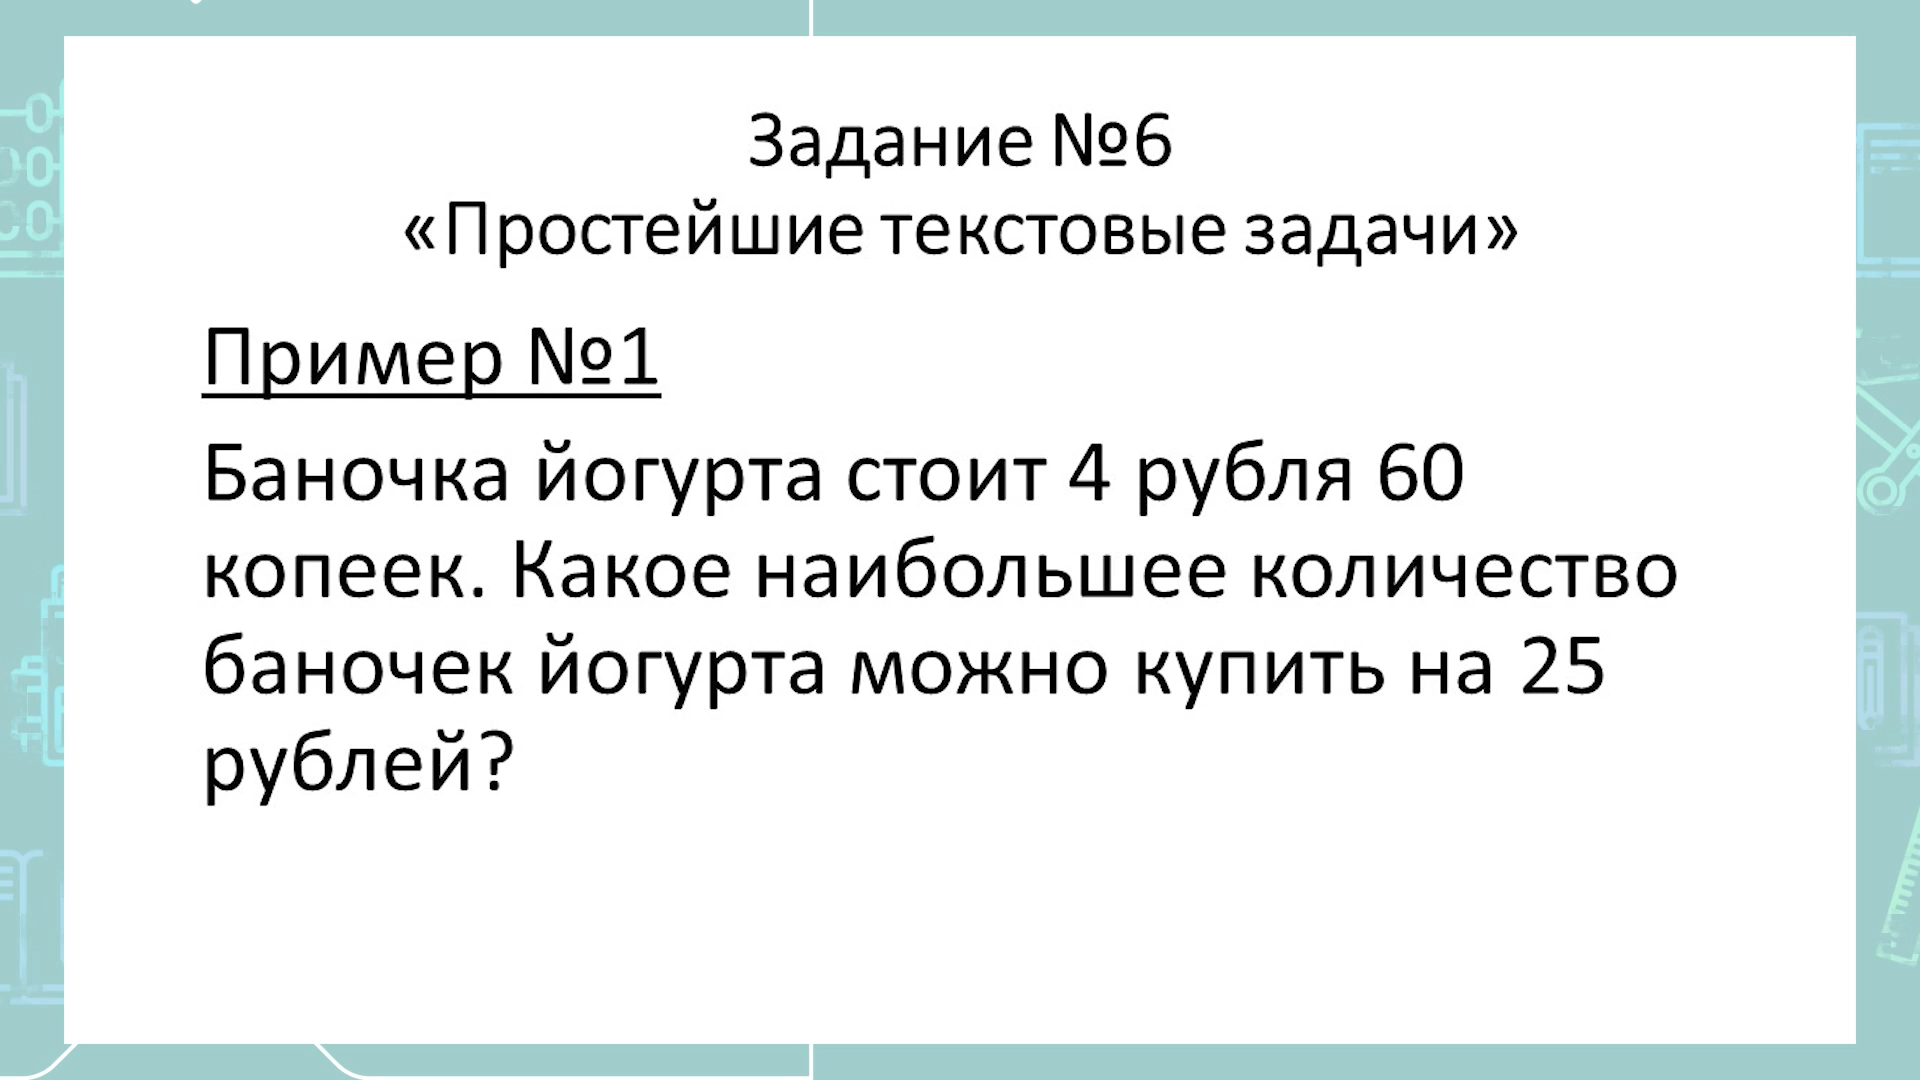 Задание №6
«Простейшие текстовые задачи»
Пример №1
Баночка йогурта стоит 4 рубля 60
копеек. Какое наибольшее количество
баночек йогурта можно купить на 25
рублей?